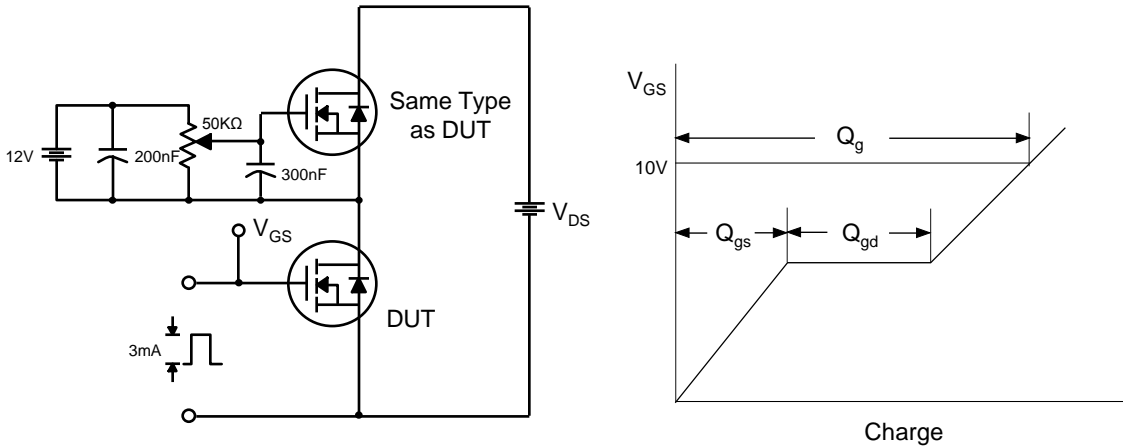 12V
200nF
50KΩ
300nF
Same Type
as DUT
V_GS
DUT
3mA
V_DS
V_GS
10V
Q_g
Q_gs
Q_gd
Charge